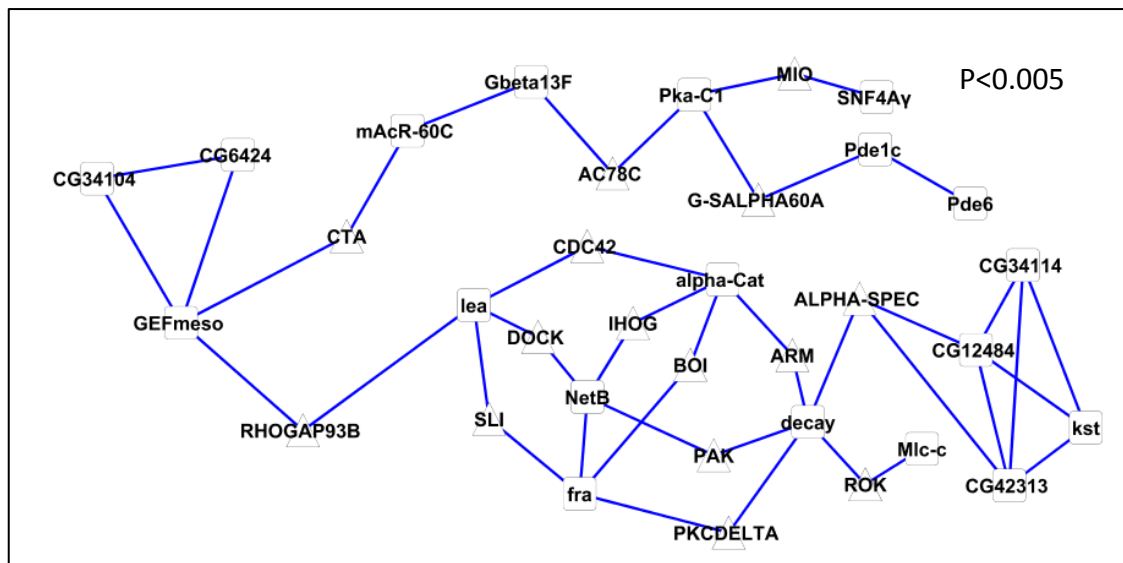 Gbeta13F
MIO
P<0.005
Pka-C1
SNF4Aγ
mAcR-60C
CG6424
Pde1c
CG34104
AC78C
G-SALPHA60A
Pde6
CTA
CDC42
CG34114
alpha-Cat
lea
ALPHA-SPEC
GEFmeso
IHOG
DOCK
CG12484
ARM
BOI
NetB
SLI
decay
kst
RHOGAP93B
Mlc-c
PAK
ROK
CG42313
fra
PKCDELTA